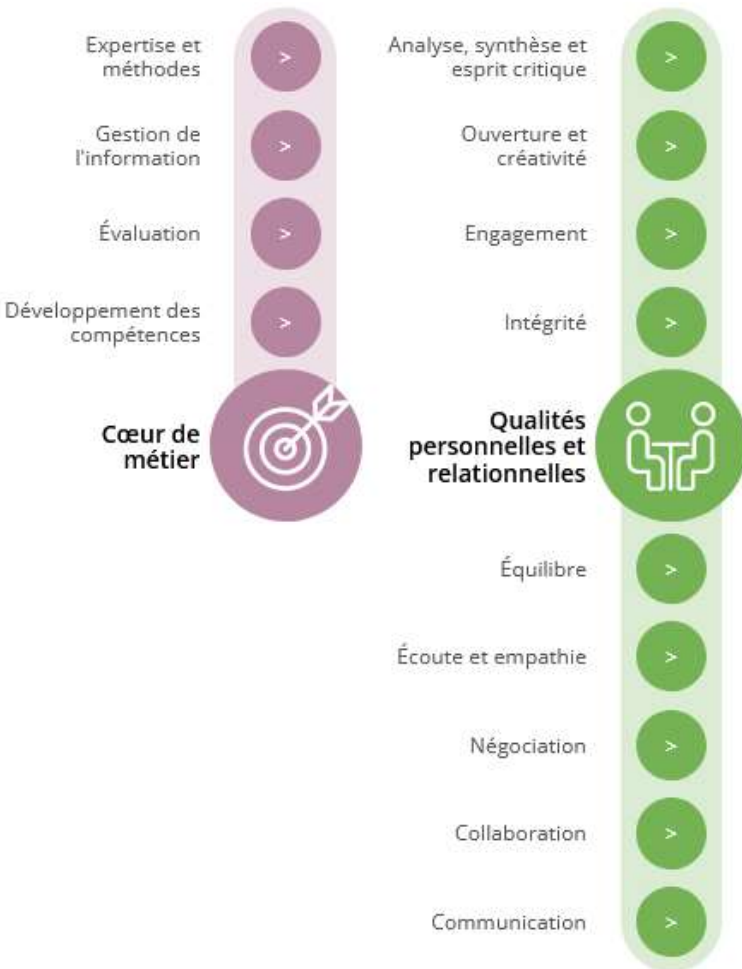 Expertise et
méthodes
>
Gestion de
l'information
>
Évaluation
>
Développement des
compétences
>
Cœur de
métier
Analyse, synthèse et
esprit critique
>
Ouverture et
créativité
>
Engagement
>
Intégrité
>
Qualités
personnelles et
relationnelles
Équilibre
>
Écoute et empathie
>
Négociation
>
Collaboration
>
Communication
>